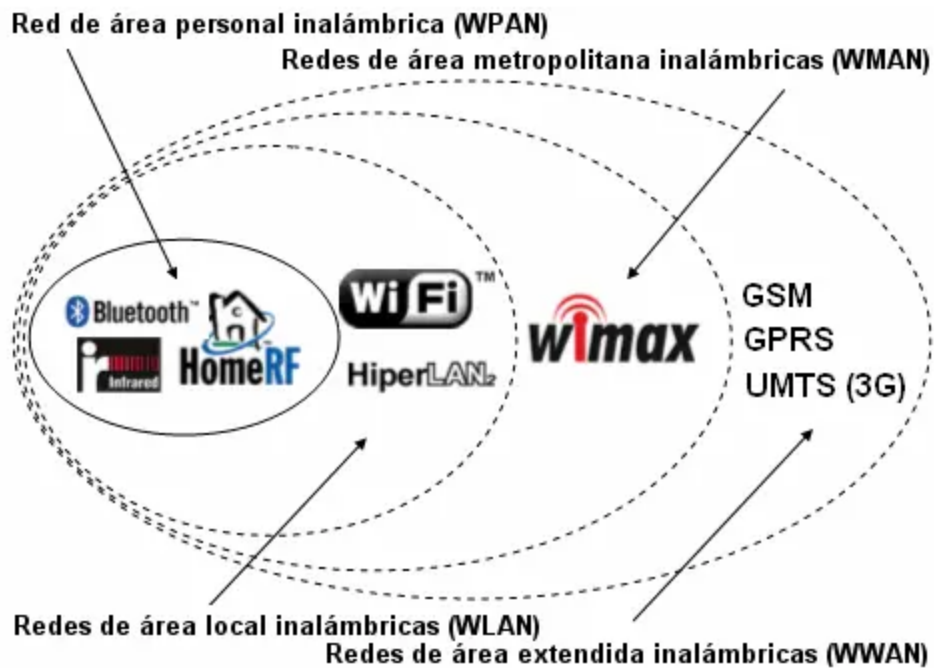 Red de área personal inalámbrica (WPAN)
Redes de área metropolitana inalámbricas (WMAN)
Bluetooth™
Infrared
HomeRF™
WiFi™
HiperLAN2
wimax
GSM
GPRS
UMTS (3G)
Redes de área local inalámbricas (WLAN)
Redes de área extendida inalámbricas (WWAN)